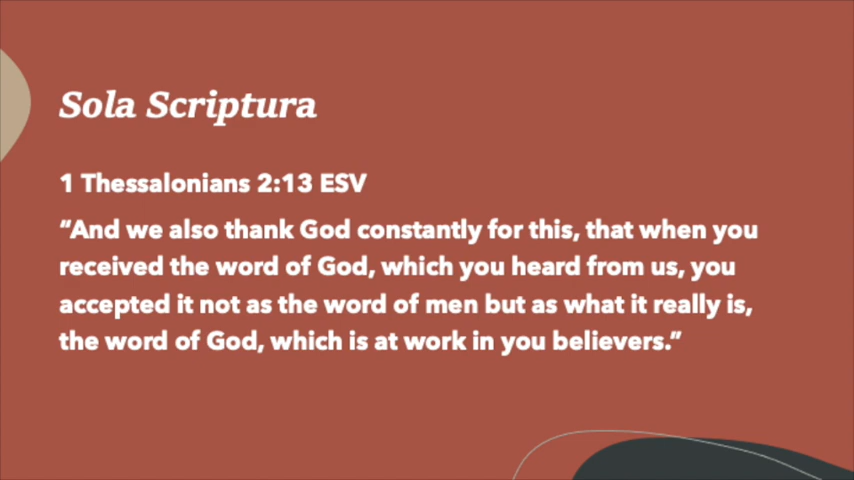 Sola Scriptura
1 Thessalonians 2:13 ESV
“And we also thank God constantly for this, that when you
received the word of God, which you heard from us, you
accepted it not as the word of men but as what it really is,
the word of God, which is at work in you believers.”